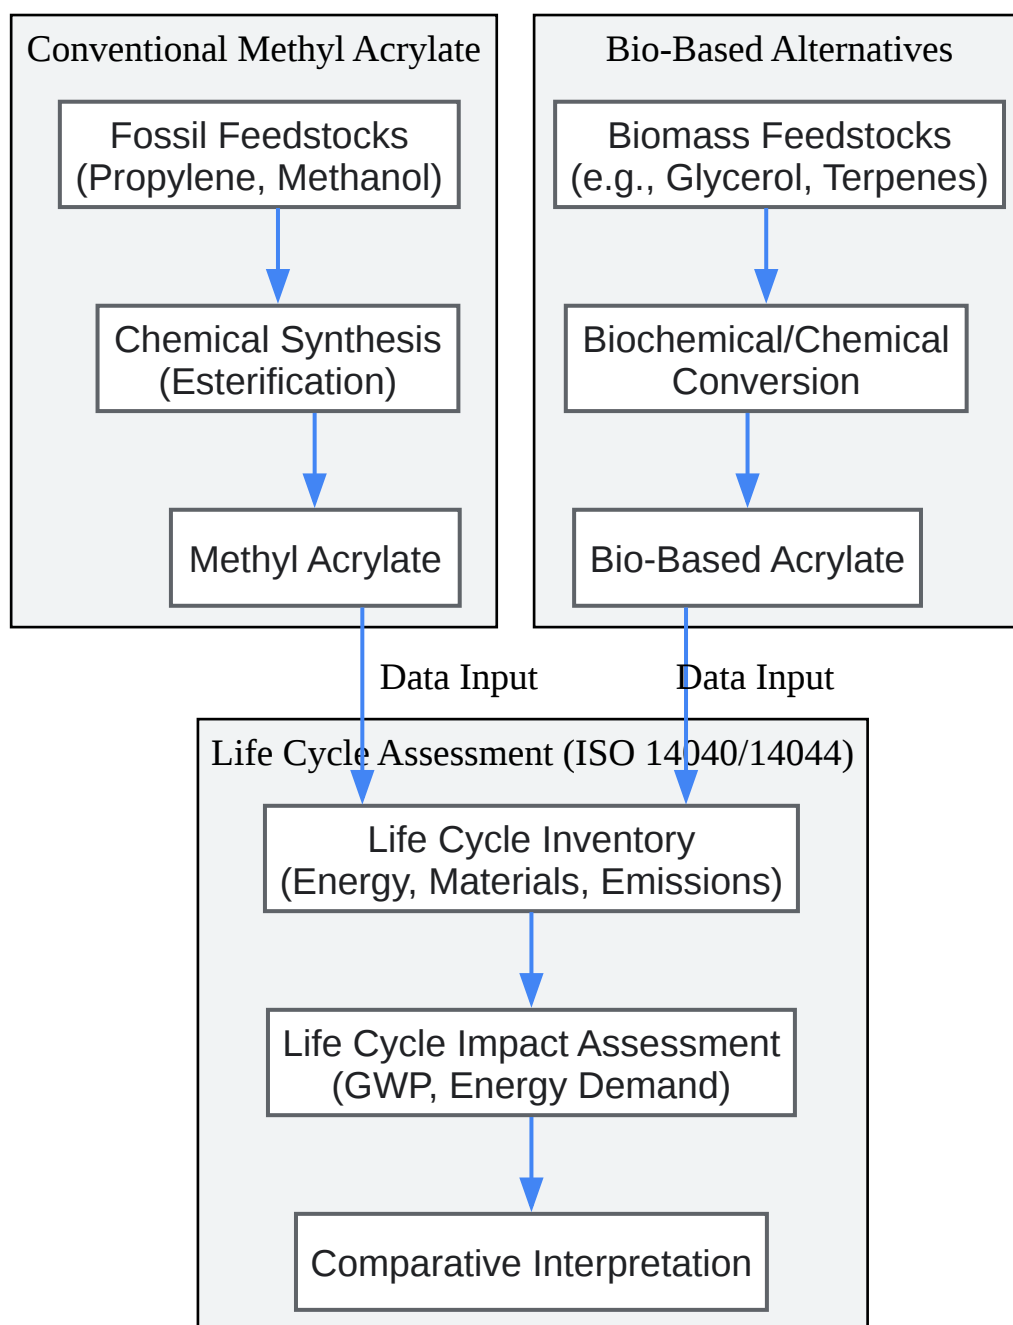 Conventional Methyl Acrylate
Fossil Feedstocks
(Propylene, Methanol)
Chemical Synthesis
(Esterification)
Methyl Acrylate
Bio-Based Alternatives
Biomass Feedstocks
(e.g., Glycerol, Terpenes)
Biochemical/Chemical
Conversion
Bio-Based Acrylate
Data Input
Data Input
Life Cycle Assessment (ISO 14040/14044)
Life Cycle Inventory
(Energy, Materials, Emissions)
Life Cycle Impact Assessment
(GWP, Energy Demand)
Comparative Interpretation